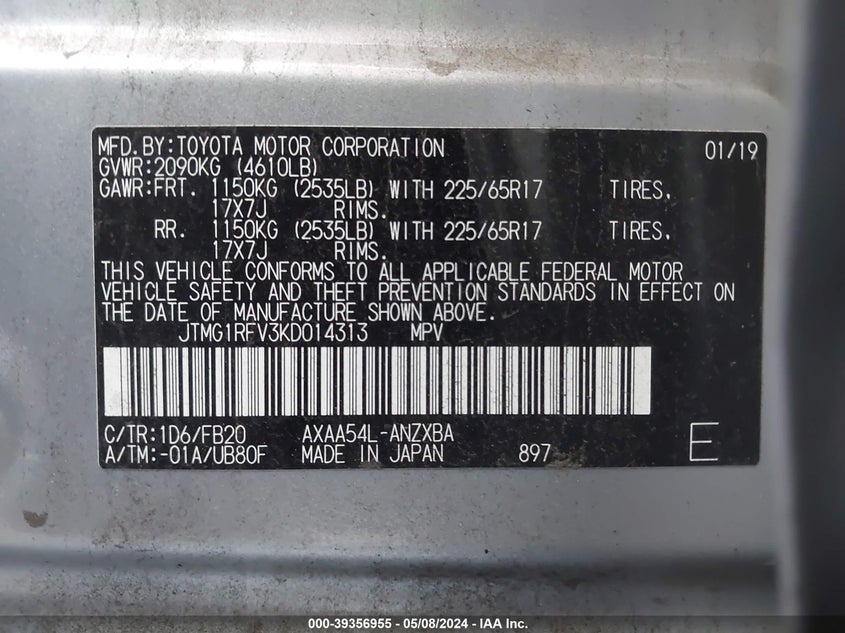 MFD.BY:TOYOTA MOTOR CORPORATION 01/19
GVWR:2090KG (4610LB)
GAWR:FRT. 1150KG (2535LB) WITH 225/65R17 TIRES,
17X7J RIMS.
RR. 1150KG (2535LB) WITH 225/65R17 TIRES,
17X7J RIMS.
THIS VEHICLE CONFORMS TO ALL APPLICABLE FEDERAL MOTOR
VEHICLE SAFETY AND THEFT PREVENTION STANDARDS IN EFFECT ON
THE DATE OF MANUFACTURE SHOWN ABOVE.
JTMG1RFV3KD014313 MPV
C/TR:1D6/FB20 AXAA54L-ANZXBA
A/TM:-01A/UB80F MADE IN JAPAN 897 E
000-39356955 - 05/08/2024 - IAA Inc.